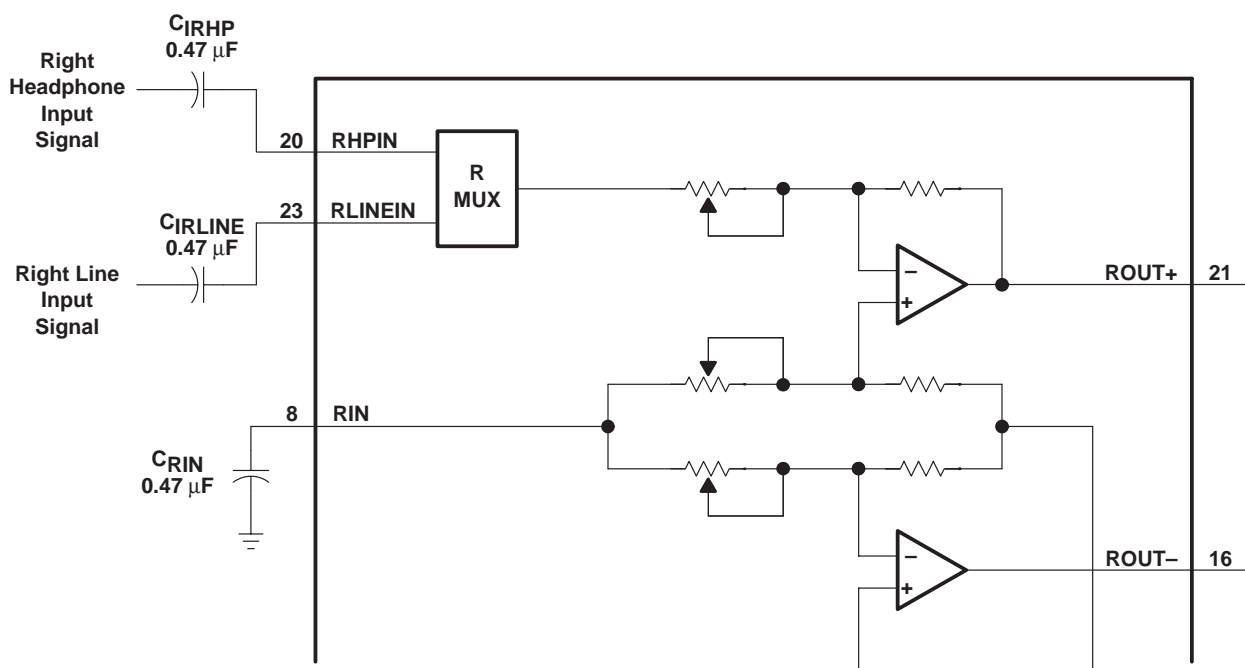 CIRHP
0.47 μF
Right
Headphone
Input
Signal
20 RHPIN
R
MUX
23 RLINEIN
CIRLINE
0.47 μF
Right Line
Input
Signal
−
+
ROUT+ 21
8 RIN
CRIN
0.47 μF
−
+
ROUT– 16